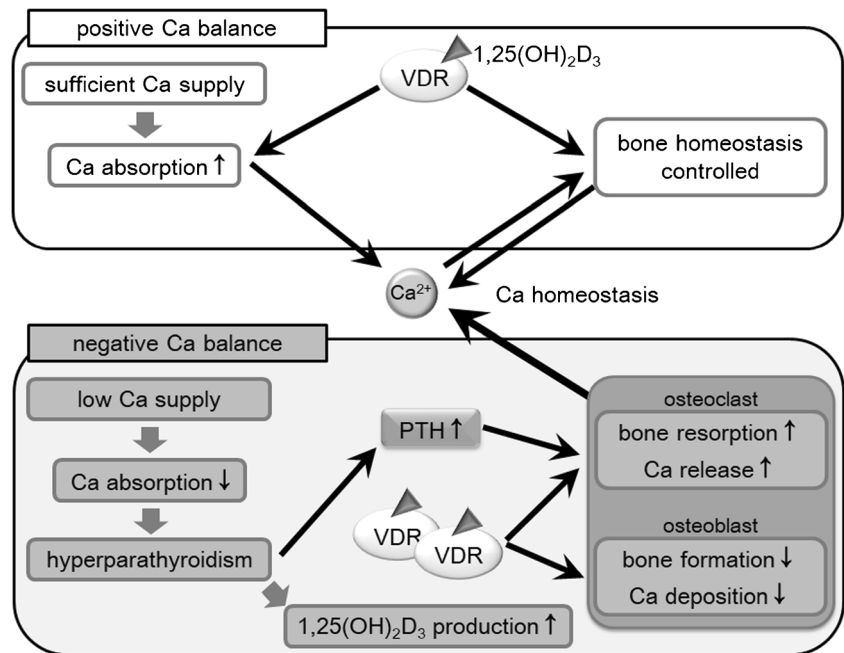 positive Ca balance
sufficient Ca supply
Ca absorption ↑
VDR
1,25(OH)₂D₃
bone homeostasis
controlled
Ca²⁺
Ca homeostasis
negative Ca balance
low Ca supply
Ca absorption ↓
hyperparathyroidism
1,25(OH)₂D₃ production ↑
PTH ↑
VDR
VDR
osteoclast
bone resorption ↑
Ca release ↑
osteoblast
bone formation ↓
Ca deposition ↓